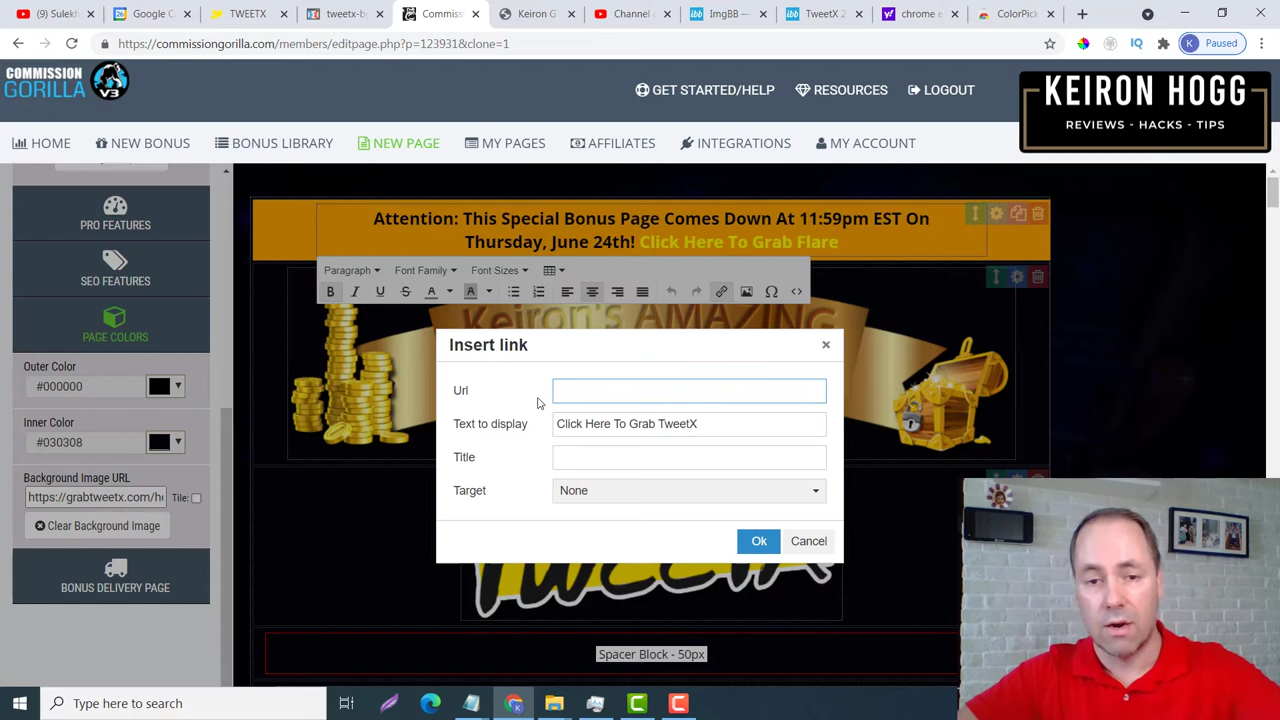 Sulekh
Google C
TWEETX
tweetx-b
Commiss
Keiron G
Channel c
ImgBB —
TweetX 2
chrome e
ColorPick
https://commissiongorilla.com/members/editpage.php?p=123931&clone=1
K Paused
COMMISSION
GORILLA V3
GET STARTED/HELP
RESOURCES
LOGOUT
KEIRON HOGG
REVIEWS - HACKS - TIPS
HOME
NEW BONUS
BONUS LIBRARY
NEW PAGE
MY PAGES
AFFILIATES
INTEGRATIONS
MY ACCOUNT
PRO FEATURES
SEO FEATURES
PAGE COLORS
Outer Color
#000000
Inner Color
#030308
Background Image URL
https://grabtweetx.com/h
Tile:
Clear Background Image
BONUS DELIVERY PAGE
Attention: This Special Bonus Page Comes Down At 11:59pm EST On
Thursday, June 24th! Click Here To Grab Flare
Paragraph
Font Family
Font Sizes
Keiron's AMAZING
Insert link
Url
Text to display
Click Here To Grab TweetX
Title
Target
None
Ok
Cancel
TWEETX
Spacer Block - 50px
Type here to search